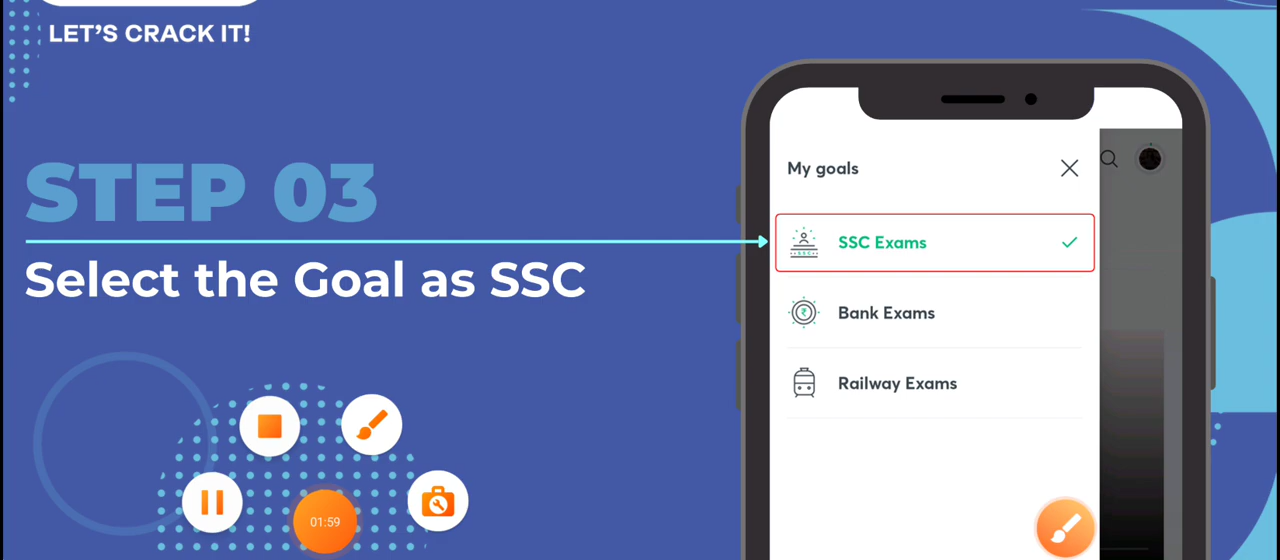 LET'S CRACK IT!
STEP 03
Select the Goal as SSC
My goals
SSC Exams
Bank Exams
Railway Exams
01:59